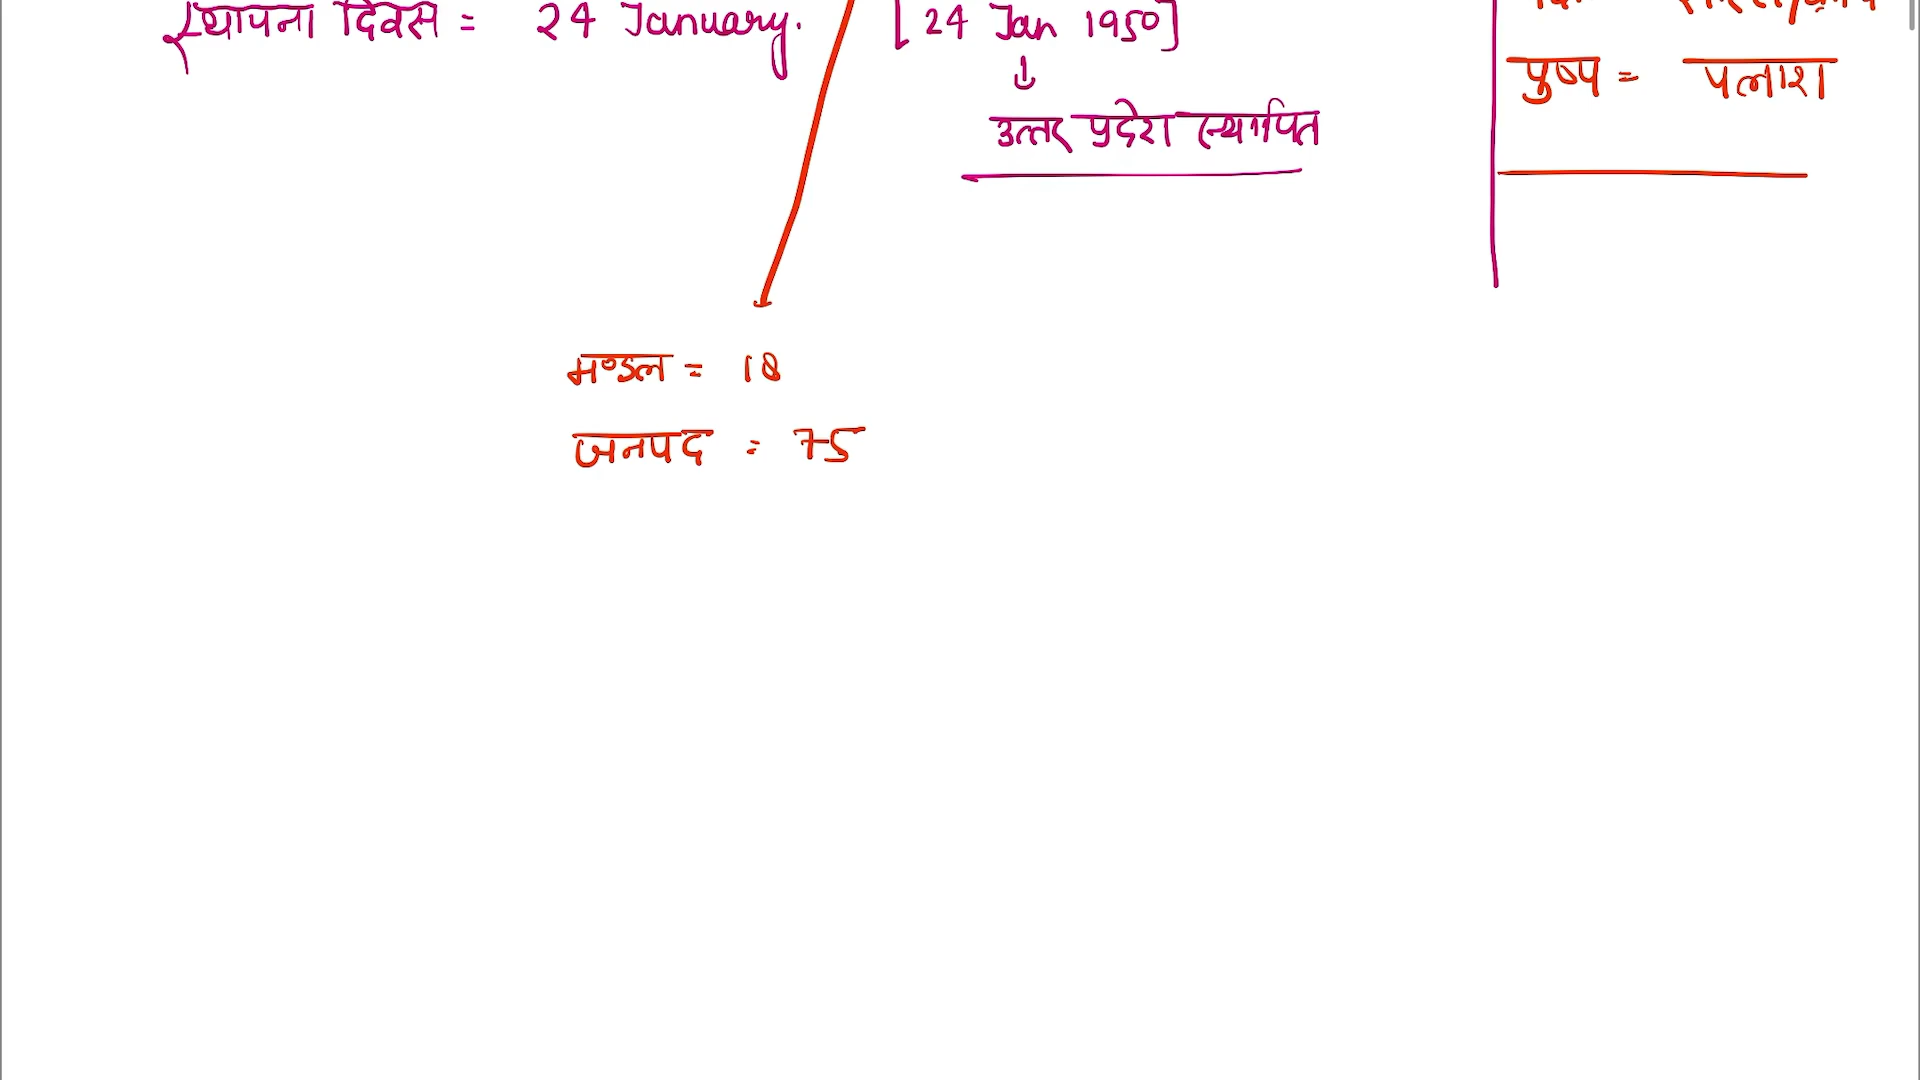 स्थापना दिवस = 24 January. [24 Jan 1950]
↓
उत्तर प्रदेश स्थापित
पुष्प = पलाश
मण्डल = 18
जनपद = 75